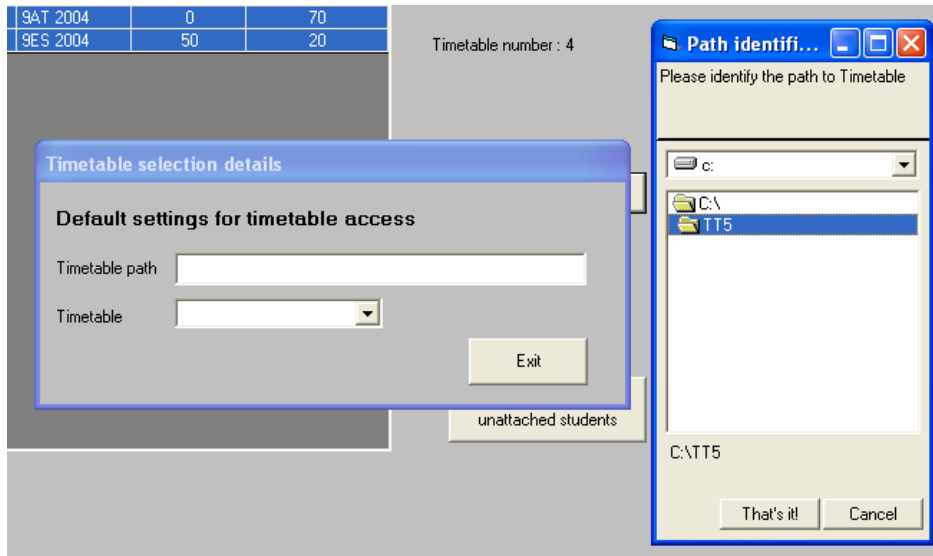 9AT 2004 0 70
9ES 2004 50 20
Timetable number : 4
Timetable selection details
Default settings for timetable access
Timetable path
Timetable
Exit
unattached students
Path identifi...
Please identify the path to Timetable
c:
C:\
TT5
C:\TT5
That's it!
Cancel